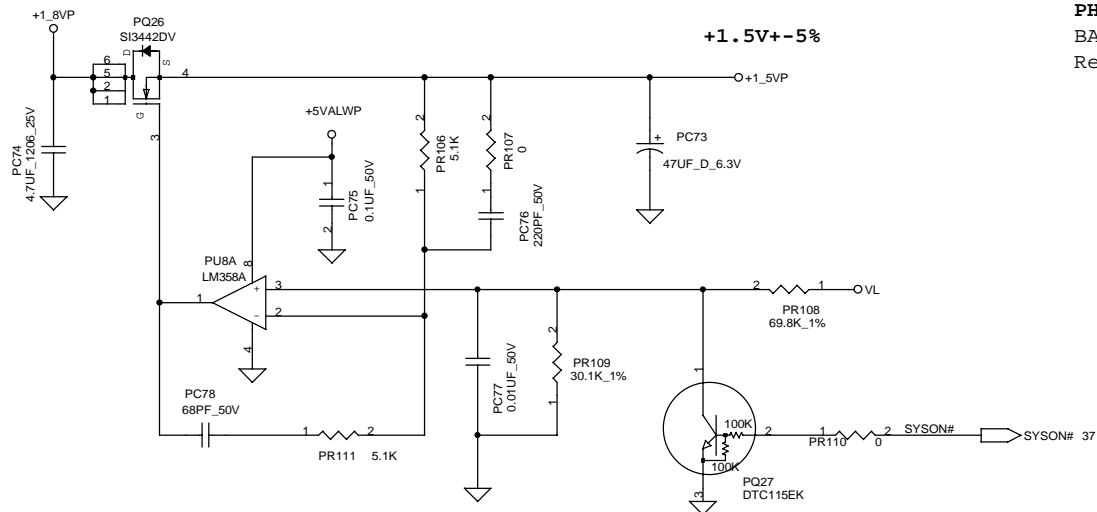 +1_8VP
PQ26
SI3442DV
D
S
G
6
5
2
1
4
3
+1.5V+-5%
PH
BA
Re
+1_5VP
PC74
4.7UF_1206_25V
+5VALWP
1
2
PC75
0.1UF_50V
2
PR106
5.1K
1
2
PR107
0
1
PC76
220PF_50V
+
PC73
47UF_D_6.3V
PU8A
LM358A
8
1
+
3
-
2
4
2
PR108
69.8K_1%
1
VL
PC77
0.01UF_50V
2
PR109
30.1K_1%
1
PC78
68PF_50V
1
2
PR111
5.1K
1
100K
100K
2
3
PQ27
DTC115EK
1
PR110
0
2
SYSON#
SYSON# 37